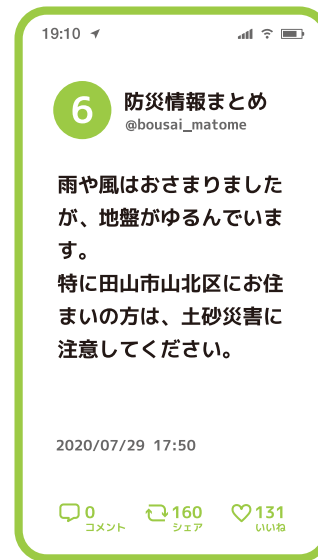 19:10
6
防災情報まとめ
@bousai_matome
雨や風はおさまりました
が、地盤がゆるんでいま
す。
特に田山市山北区にお住
まいの方は、土砂災害に
注意してください。
2020/07/29 17:50
0 160 131
コメント シェア いいね